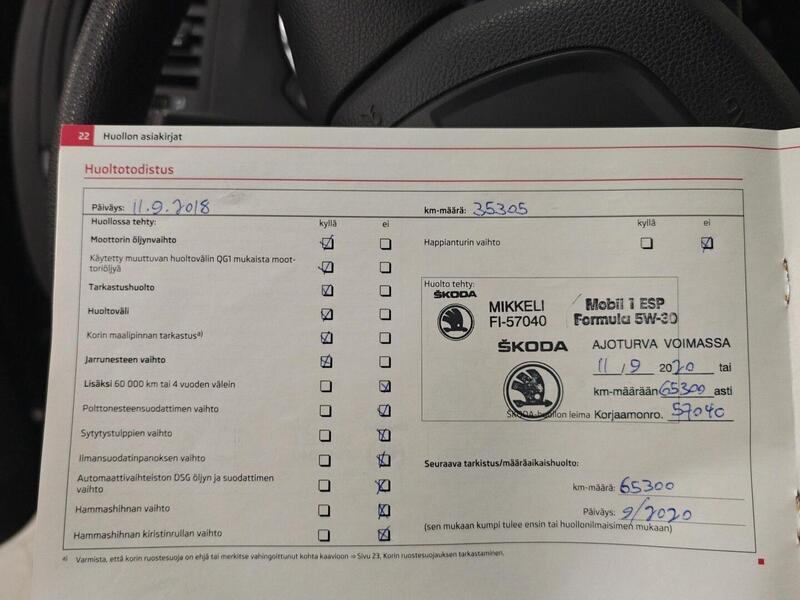 22 Huollon asiakirjat
Huoltotodistus
Päiväys: 11.9.2018 km-määrä: 35305
Huollossa tehty: kyllä ei kyllä ei
Moottorin öljynvaihto
Happianturin vaihto
Käytetty muuttuvan huoltovälin QG1 mukaista moot-
toriöljyä
Tarkastushuolto
Huoltoväli
Korin maalipinnan tarkastus a)
Jarrunesteen vaihto
Lisäksi 60 000 km tai 4 vuoden välein
Polttonesteensuodattimen vaihto
Sytytystulppien vaihto
Ilmansuodatinpanoksen vaihto
Automaattivaihteiston DSG öljyn ja suodattimen
vaihto
Hammashihnan vaihto
Hammashihnan kiristinrullan vaihto
Huolto tehty:
ŠKODA
MIKKELI
FI-57040
Mobil 1 ESP
Formula 5W-30
ŠKODA AJOTURVA VOIMASSA
11 / 9 2020 tai
km-määrään 65300 asti
leima Korjaamonro. 57040
Seuraava tarkistus/määräaikaishuolto:
km-määrä: 65300
Päiväys: 9/2020
(sen mukaan kumpi tulee ensin tai huollonilmaisimen mukaan)
a) Varmista, että korin ruostesuoja on ehjä tai merkitse vahingoittunut kohta kaavioon ⇒ Sivu 23, Korin ruostesuojauksen tarkastaminen.